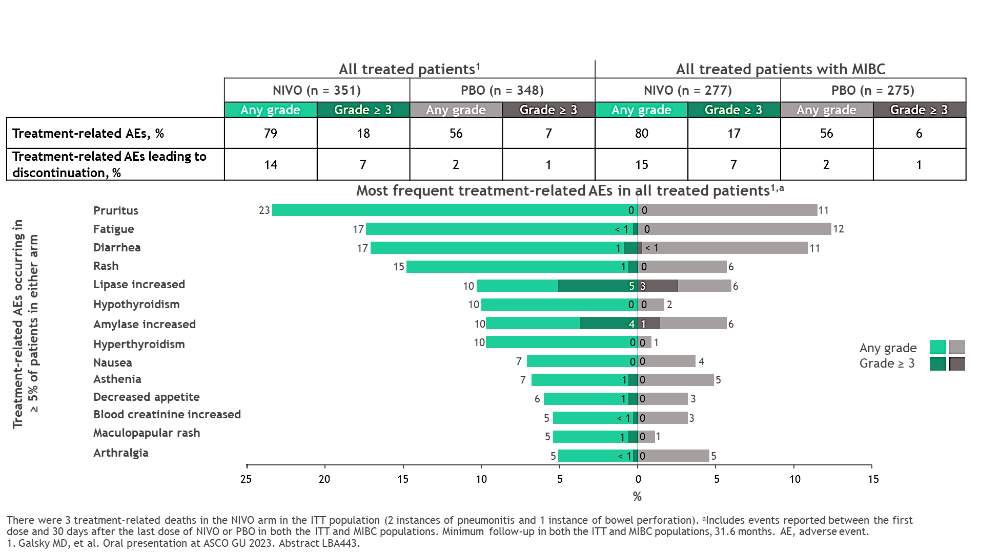 All treated patients¹ All treated patients with MIBC
NIVO (n = 351) PBO (n = 348) NIVO (n = 277) PBO (n = 275)
Any grade Grade ≥ 3 Any grade Grade ≥ 3 Any grade Grade ≥ 3 Any grade Grade ≥ 3
Treatment-related AEs, % 79 18 56 7 80 17 56 6
Treatment-related AEs leading to
discontinuation, % 14 7 2 1 15 7 2 1
Most frequent treatment-related AEs in all treated patients¹,ᵃ
Treatment-related AEs occurring in
≥ 5% of patients in either arm
Pruritus 23 0 0 11
Fatigue 17 < 1 0 12
Diarrhea 17 1 < 1 11
Rash 15 1 0 6
Lipase increased 10 5 3 6
Hypothyroidism 10 0 0 2
Amylase increased 10 4 1 6
Hyperthyroidism 10 0 0 1
Nausea 7 0 0 4
Asthenia 7 1 0 5
Decreased appetite 6 1 0 3
Blood creatinine increased 5 < 1 0 3
Maculopapular rash 5 1 0 1
Arthralgia 5 < 1 0 5
Any grade
Grade ≥ 3
25 20 15 10 5 0 5 10 15
%
There were 3 treatment-related deaths in the NIVO arm in the ITT population (2 instances of pneumonitis and 1 instance of bowel perforation). ᵃIncludes events reported between the first
dose and 30 days after the last dose of NIVO or PBO in both the ITT and MIBC populations. Minimum follow-up in both the ITT and MIBC populations, 31.6 months. AE, adverse event.
1. Galsky MD, et al. Oral presentation at ASCO GU 2023. Abstract LBA443.